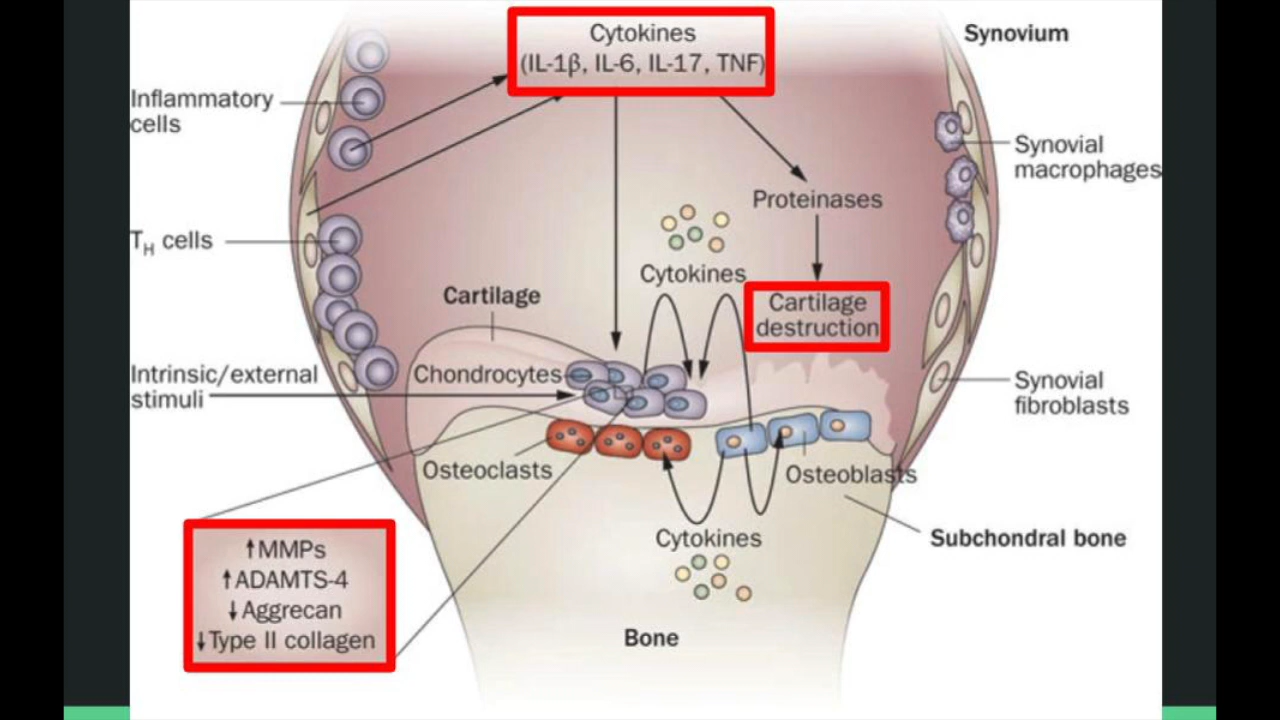 Cytokines
(IL-1β, IL-6, IL-17, TNF)
Synovium
Inflammatory
cells
Synovial
macrophages
Proteinases
TH cells
Cytokines
Cartilage
Cartilage
destruction
Intrinsic/external
stimuli
Chondrocytes
Synovial
fibroblasts
Osteoclasts
Osteoblasts
Cytokines
Subchondral bone
↑MMPs
↑ADAMTS-4
↓Aggrecan
↓Type II collagen
Bone